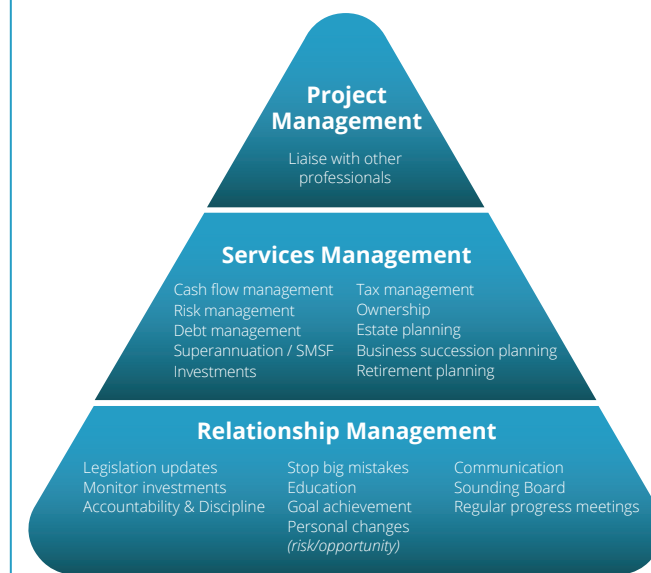 Project
Management
Liaise with other
professionals
Services Management
Cash flow management
Risk management
Debt management
Superannuation / SMSF
Investments
Tax management
Ownership
Estate planning
Business succession planning
Retirement planning
Relationship Management
Legislation updates
Monitor investments
Accountability & Discipline
Stop big mistakes
Education
Goal achievement
Personal changes
(risk/opportunity)
Communication
Sounding Board
Regular progress meetings